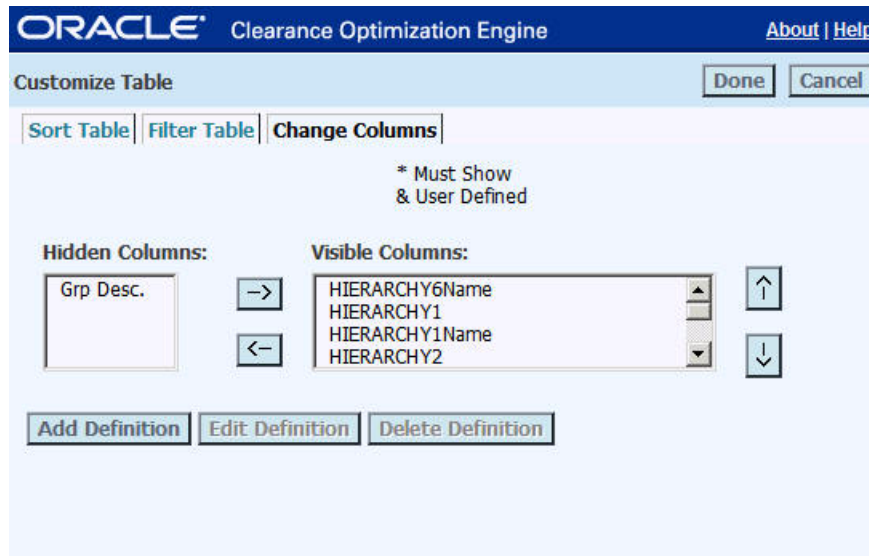 ORACLE Clearance Optimization Engine About | Help
Customize Table Done Cancel
Sort Table Filter Table Change Columns
* Must Show
& User Defined
Hidden Columns: Visible Columns:
Grp Desc. --> HIERARCHY6Name
HIERARCHY1
HIERARCHY1Name
<-- HIERARCHY2
Add Definition Edit Definition Delete Definition